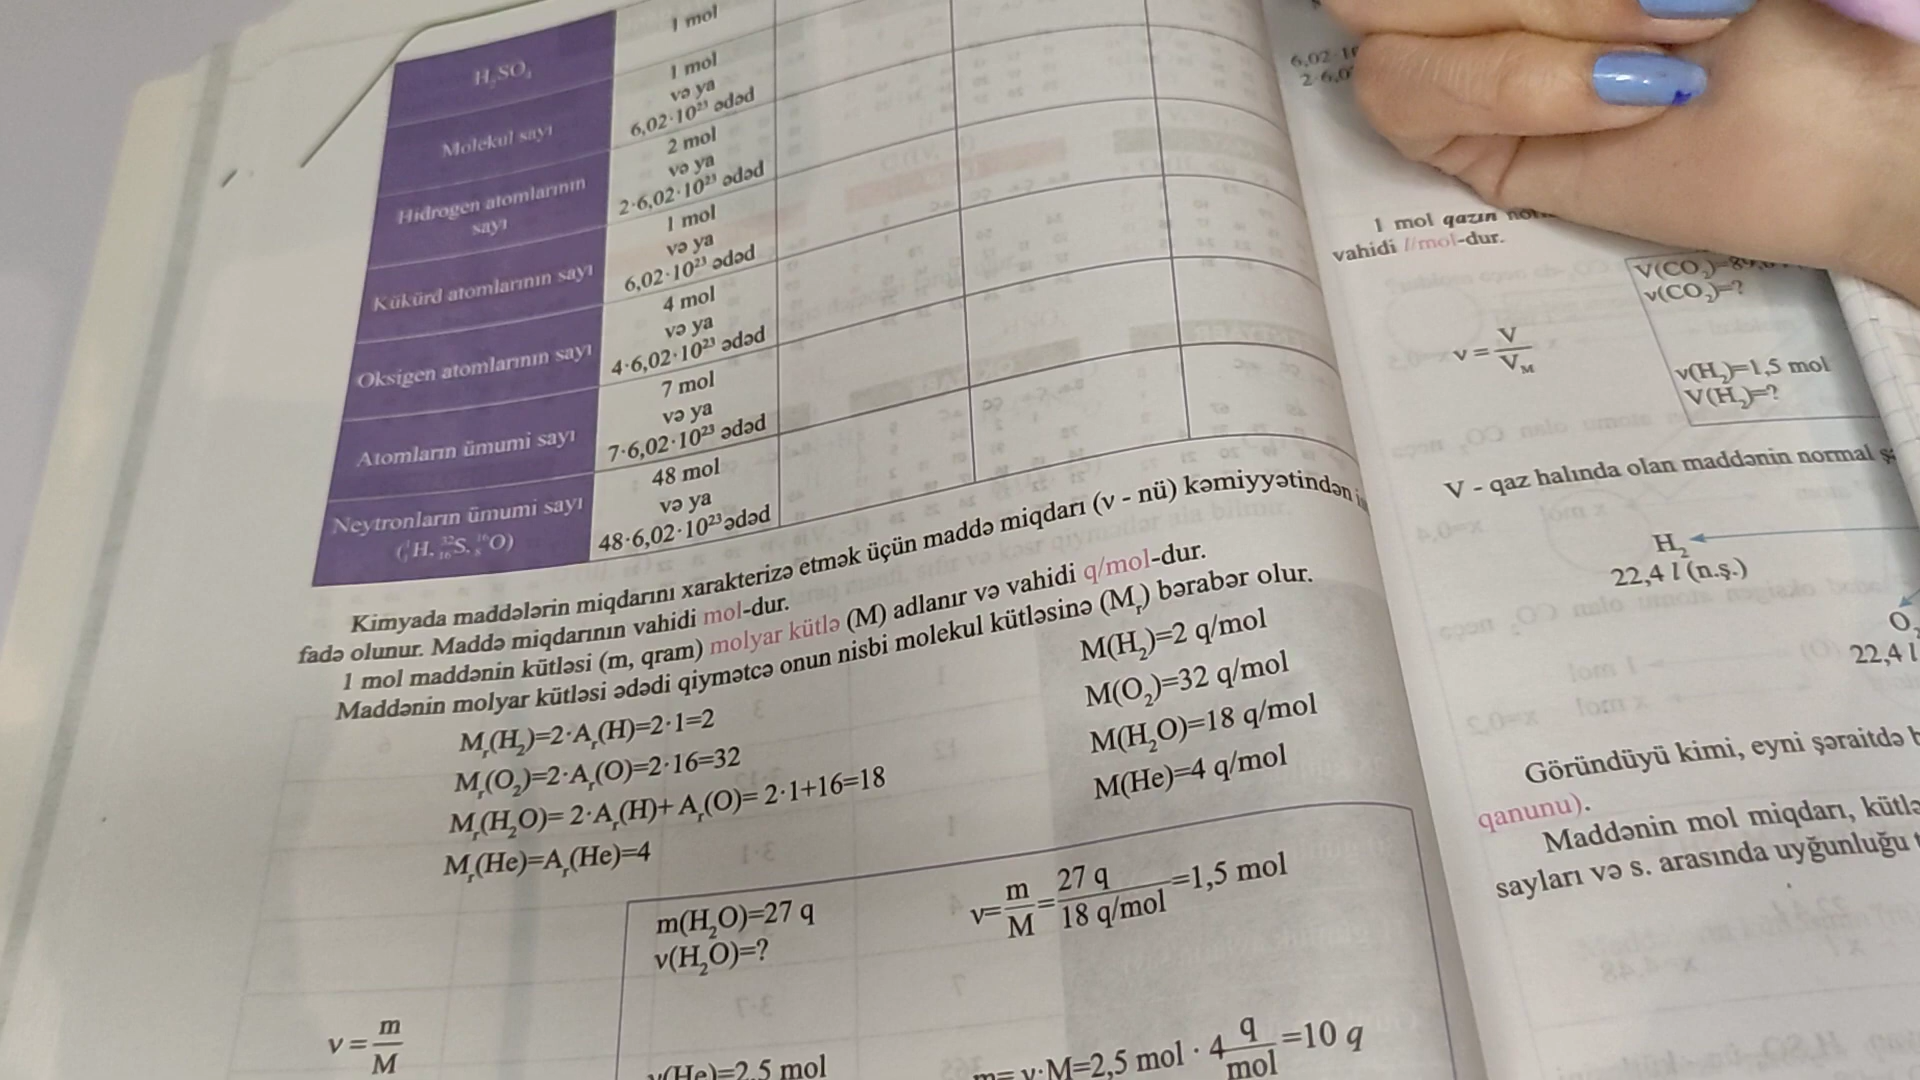 1 mol
H₂SO₄
1 mol
və ya
6,02·10²³ ədəd
Molekul sayı
2 mol
və ya
2·6,02·10²³ ədəd
Hidrogen atomlarının
sayı
1 mol
və ya
6,02·10²³ ədəd
Kükürd atomlarının sayı
4 mol
və ya
4·6,02·10²³ ədəd
Oksigen atomlarının sayı
7 mol
və ya
7·6,02·10²³ ədəd
Atomların ümumi sayı
48 mol
və ya
48·6,02·10²³ ədəd
Neytronların ümumi sayı
(¹₁H, ³²₁₆S, ¹⁶₈O)
Kimyada maddələrin miqdarını xarakterizə etmək üçün maddə miqdarı (ν - nü) kəmiyyətindən
fadə olunur. Maddə miqdarının vahidi mol-dur.
1 mol maddənin kütləsi (m, qram) molyar kütlə (M) adlanır və vahidi q/mol-dur.
Maddənin molyar kütləsi ədədi qiymətcə onun nisbi molekul kütləsinə (Mᵣ) bərabər olur.
Mᵣ(H₂)=2·Aᵣ(H)=2·1=2
M(H₂)=2 q/mol
Mᵣ(O₂)=2·Aᵣ(O)=2·16=32
M(O₂)=32 q/mol
Mᵣ(H₂O)= 2·Aᵣ(H)+ Aᵣ(O)= 2·1+16=18
M(H₂O)=18 q/mol
Mᵣ(He)=Aᵣ(He)=4
M(He)=4 q/mol
m(H₂O)=27 q
ν(H₂O)=?
ν=m/M=27 q/18 q/mol=1,5 mol
ν=m/M
ν(He)=2,5 mol
m= ν·M=2,5 mol · 4 q/mol=10 q
6,02·1
2·6,0
1 mol qazın
vahidi l/mol-dur.
V(CO₂)=89,
ν(CO₂)=?
ν=V/Vₘ
ν(H₂)=1,5 mol
V(H₂)=?
V - qaz halında olan maddənin normal ş
H₂
22,4 l (n.ş.)
O₂
22,4 l
Göründüyü kimi, eyni şəraitdə
qanunu).
Maddənin mol miqdarı, kütlə
sayları və s. arasında uyğunluğu